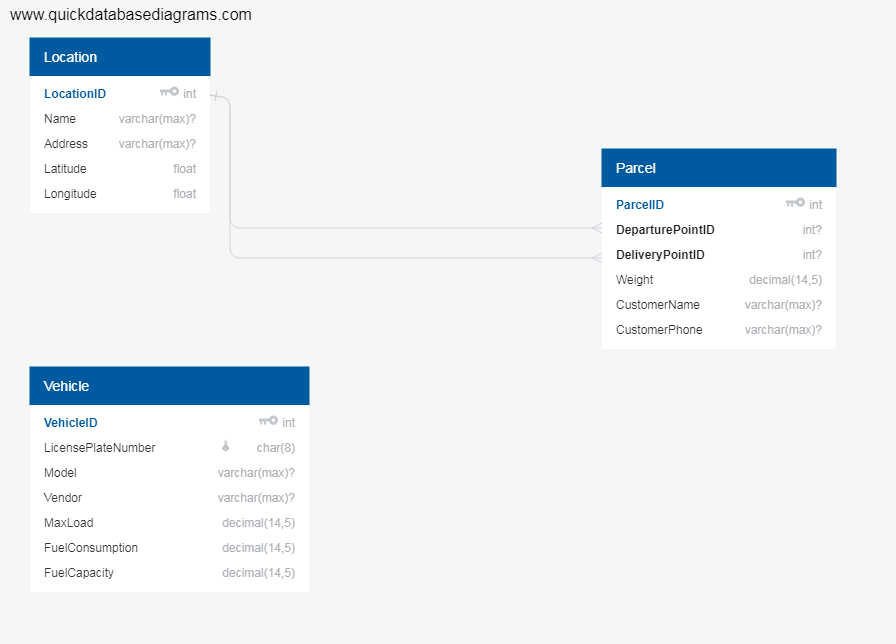 www.quickdatabasediagrams.com
Location
LocationID int
Name varchar(max)?
Address varchar(max)?
Latitude float
Longitude float
Parcel
ParcelID int
DeparturePointID int?
DeliveryPointID int?
Weight decimal(14,5)
CustomerName varchar(max)?
CustomerPhone varchar(max)?
Vehicle
VehicleID int
LicensePlateNumber char(8)
Model varchar(max)?
Vendor varchar(max)?
MaxLoad decimal(14,5)
FuelConsumption decimal(14,5)
FuelCapacity decimal(14,5)